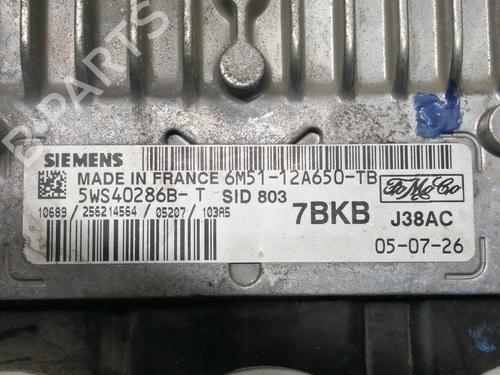 B-PARTS
SIEMENS
MADE IN FRANCE 6M51-12A650-TB
5WS40286B- T SID 803
FoMoCo
10689 / 256214564 / 05207 / 103A5
7BKB J38AC
05-07-26